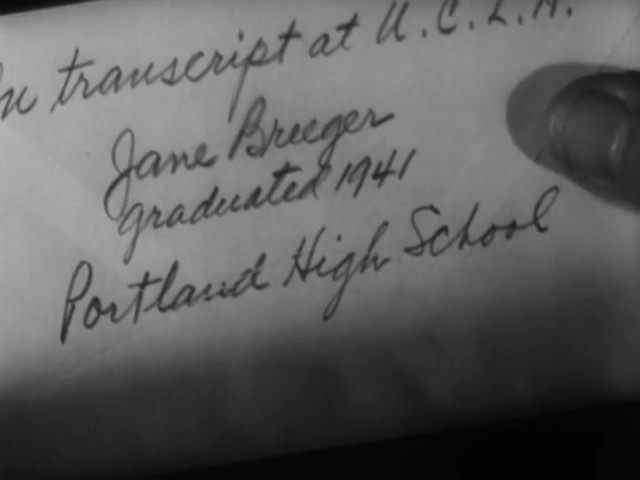 transcript at U.C.L.A.
Jane Breeger
graduated 1941
Portland High School